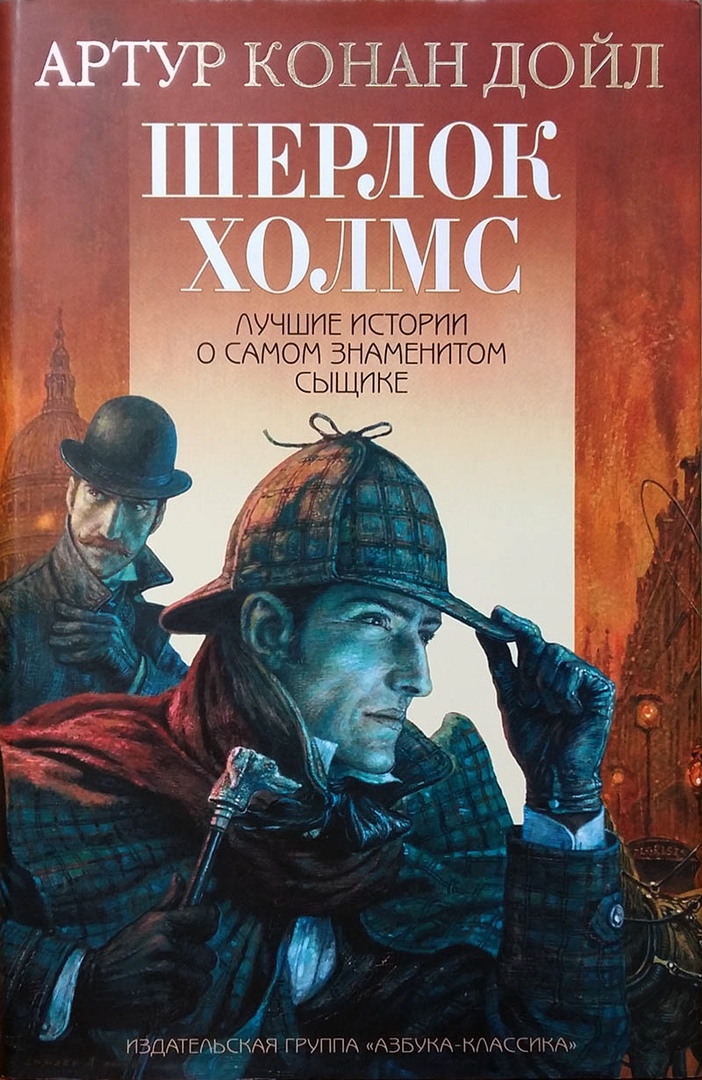 АРТУР КОНАН ДОЙЛ
ШЕРЛОК
ХОЛМС
ЛУЧШИЕ ИСТОРИИ
О САМОМ ЗНАМЕНИТОМ
СЫЩИКЕ
ИЗДАТЕЛЬСКАЯ ГРУППА «АЗБУКА-КЛАССИКА»